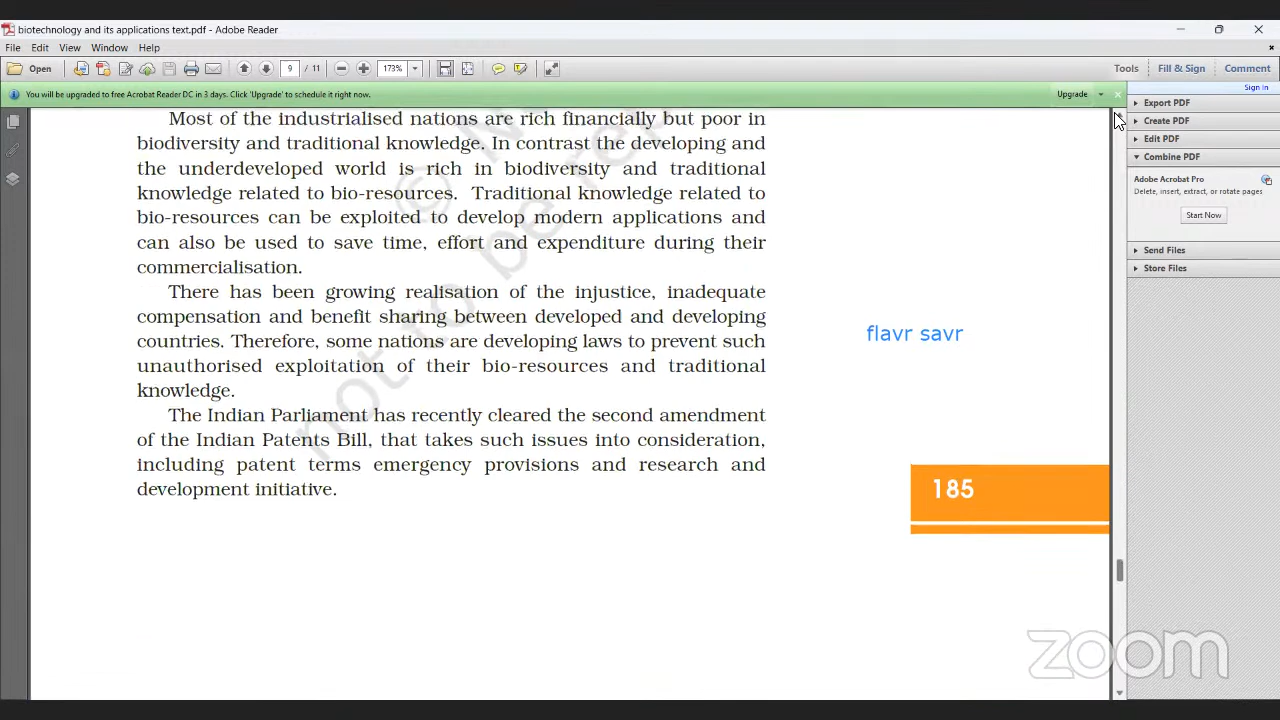 biotechnology and its applications text.pdf - Adobe Reader
File Edit View Window Help
Open 9 / 11 173% Tools Fill & Sign Comment
You will be upgraded to free Acrobat Reader DC in 3 days. Click 'Upgrade' to schedule it right now. Upgrade
Sign In
Export PDF
Create PDF
Edit PDF
Combine PDF
Adobe Acrobat Pro
Delete, insert, extract, or rotate pages
Start Now
Send Files
Store Files
Most of the industrialised nations are rich financially but poor in
biodiversity and traditional knowledge. In contrast the developing and
the underdeveloped world is rich in biodiversity and traditional
knowledge related to bio-resources. Traditional knowledge related to
bio-resources can be exploited to develop modern applications and
can also be used to save time, effort and expenditure during their
commercialisation.
There has been growing realisation of the injustice, inadequate
compensation and benefit sharing between developed and developing
countries. Therefore, some nations are developing laws to prevent such
unauthorised exploitation of their bio-resources and traditional
knowledge.
The Indian Parliament has recently cleared the second amendment
of the Indian Patents Bill, that takes such issues into consideration,
including patent terms emergency provisions and research and
development initiative.
flavr savr
185
© N
not to be rep
zoom